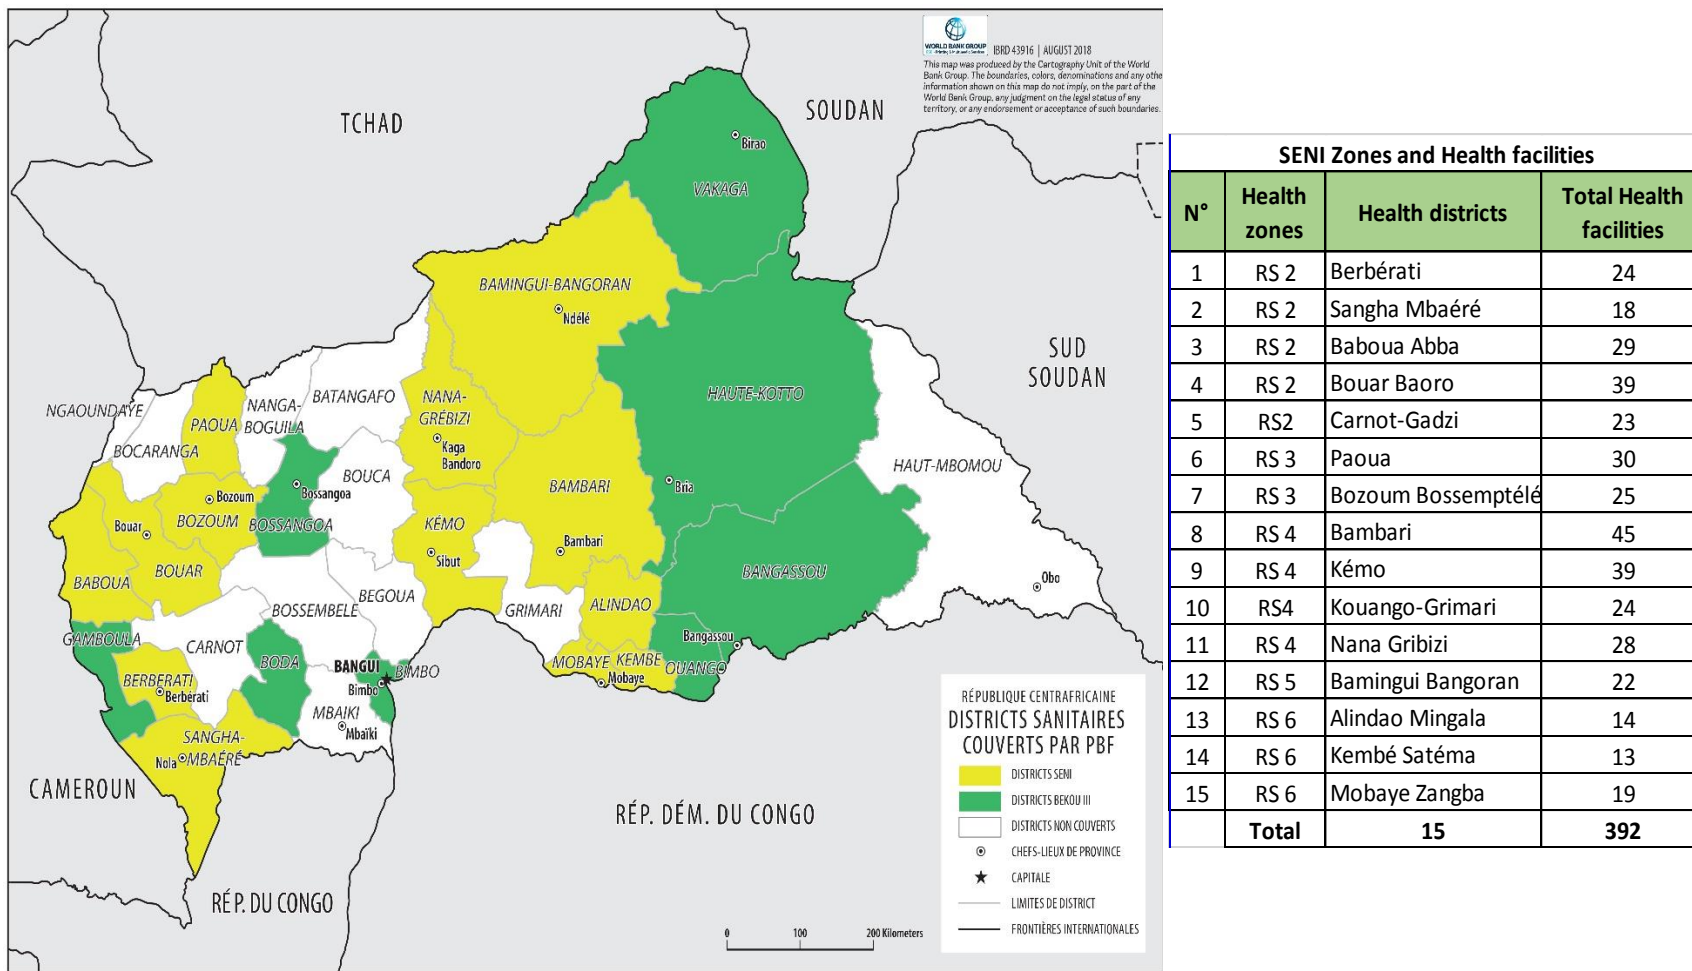 WORLD BANK GROUP
IBRD 43916 | AUGUST 2018
This map was produced by the Cartography Unit of the World
Bank Group. The boundaries, colors, denominations and any othe
information shown on this map do not imply, on the part of the
World Bank Group, any judgment on the legal status of any
territory, or any endorsement or acceptance of such boundaries.
TCHAD
SOUDAN
Birao
VAKAGA
BAMINGUI-BANGORAN
Ndélé
SUD
SOUDAN
HAUTE-KOTTO
NGAOUNDAYE
BOCARANGA
PAOUA
NANGA-
BOGUILA
BATANGAFO
NANA-
GRÉBIZI
Kaga
Bandoro
BOUCA
HAUT-MBOMOU
Bria
BAMBARI
Bozoum
BOZOUM
Bossangoa
BOSSANGOA
Bouar
BOUAR
BABOUA
KÉMO
Sibut
Bambari
BANGASSOU
Obo
BOSSEMBELE
BEGOUA
GRIMARI
ALINDAO
GAMBOULA
CARNOT
BODA
BANGUI
BIMBO
Bimbo
Bangassou
MOBAYE
KEMBE
OUANGO
Mobaye
BERBERATI
Berbérati
MBAIKI
Mbaïki
SANGHA-
MBAÉRÉ
Nola
CAMEROUN
RÉP. DÉM. DU CONGO
RÉP. DU CONGO
0
100
200 Kilometers
RÉPUBLIQUE CENTRAFRICAINE
DISTRICTS SANITAIRES
COUVERTS PAR PBF
DISTRICTS SENI
DISTRICTS BEKOU III
DISTRICTS NON COUVERTS
CHEFS-LIEUX DE PROVINCE
CAPITALE
LIMITES DE DISTRICT
FRONTIÈRES INTERNATIONALES
SENI Zones and Health facilities
N° Health zones Health districts Total Health facilities
1 RS 2 Berbérati 24
2 RS 2 Sangha Mbaéré 18
3 RS 2 Baboua Abba 29
4 RS 2 Bouar Baoro 39
5 RS2 Carnot-Gadzi 23
6 RS 3 Paoua 30
7 RS 3 Bozoum Bossemptélé 25
8 RS 4 Bambari 45
9 RS 4 Kémo 39
10 RS4 Kouango-Grimari 24
11 RS 4 Nana Gribizi 28
12 RS 5 Bamingui Bangoran 22
13 RS 6 Alindao Mingala 14
14 RS 6 Kembé Satéma 13
15 RS 6 Mobaye Zangba 19
Total 15 392